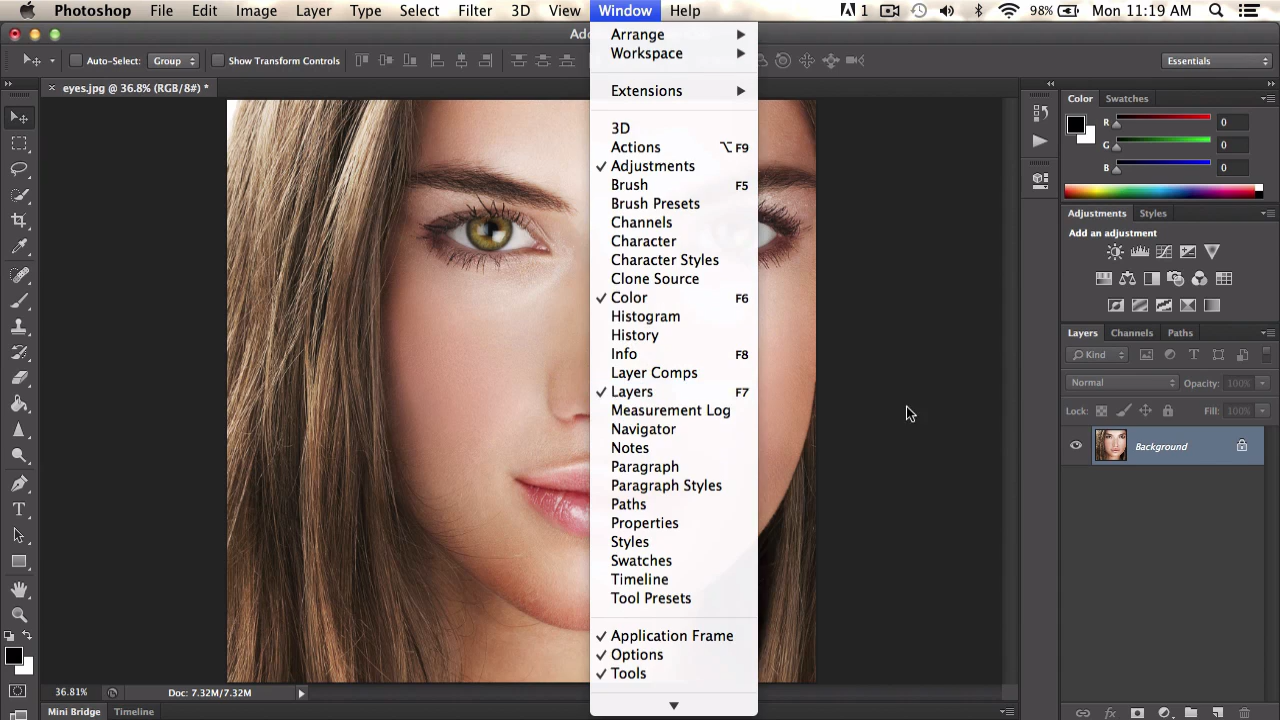 Photoshop File Edit Image Layer Type Select Filter 3D View Window Help 1 98% Mon 11:19 AM
Auto-Select: Group Show Transform Controls Essentials
eyes.jpg @ 36.8% (RGB/8#) *
Arrange
Workspace
Extensions
3D
Actions ⌥F9
Adjustments
Brush F5
Brush Presets
Channels
Character
Character Styles
Clone Source
Color F6
Histogram
History
Info F8
Layer Comps
Layers F7
Measurement Log
Navigator
Notes
Paragraph
Paragraph Styles
Paths
Properties
Styles
Swatches
Timeline
Tool Presets
Application Frame
Options
Tools
Color Swatches
R 0
G 0
B 0
Adjustments Styles
Add an adjustment
Layers Channels Paths
Kind
Normal Opacity: 100%
Lock: Fill: 100%
Background
36.81% Doc: 7.32M/7.32M
Mini Bridge Timeline